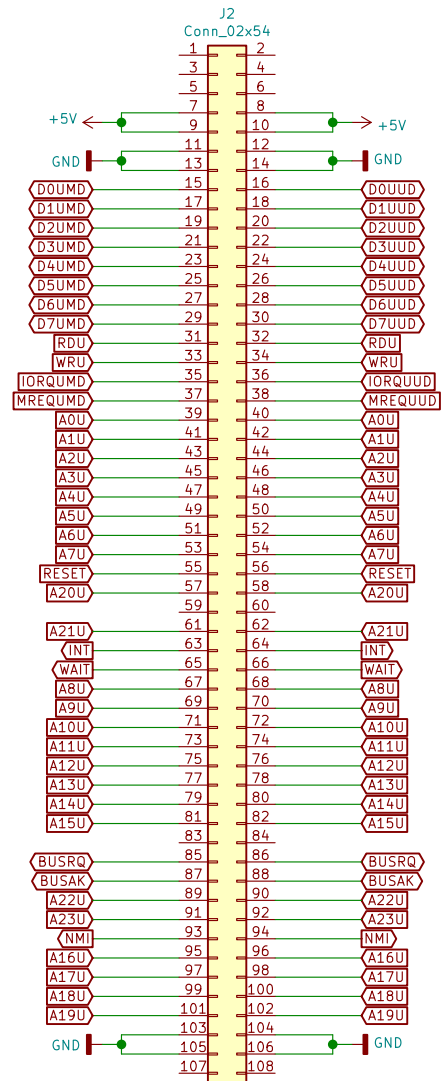 J2
Conn_02x54
1 2
3 4
5 6
+5V 7 8 +5V
9 10
GND 11 12 GND
13 14
D0UMD 15 16 D0UUD
D1UMD 17 18 D1UUD
D2UMD 19 20 D2UUD
D3UMD 21 22 D3UUD
D4UMD 23 24 D4UUD
D5UMD 25 26 D5UUD
D6UMD 27 28 D6UUD
D7UMD 29 30 D7UUD
RDU 31 32 RDU
WRU 33 34 WRU
IORQUMD 35 36 IORQUUD
MREQUMD 37 38 MREQUUD
A0U 39 40 A0U
A1U 41 42 A1U
A2U 43 44 A2U
A3U 45 46 A3U
A4U 47 48 A4U
A5U 49 50 A5U
A6U 51 52 A6U
A7U 53 54 A7U
RESET 55 56 RESET
A20U 57 58 A20U
59 60
A21U 61 62 A21U
INT 63 64 INT
WAIT 65 66 WAIT
A8U 67 68 A8U
A9U 69 70 A9U
A10U 71 72 A10U
A11U 73 74 A11U
A12U 75 76 A12U
A13U 77 78 A13U
A14U 79 80 A14U
A15U 81 82 A15U
83 84
BUSRQ 85 86 BUSRQ
BUSAK 87 88 BUSAK
A22U 89 90 A22U
A23U 91 92 A23U
NMI 93 94 NMI
A16U 95 96 A16U
A17U 97 98 A17U
A18U 99 100 A18U
A19U 101 102 A19U
103 104
GND 105 106 GND
107 108